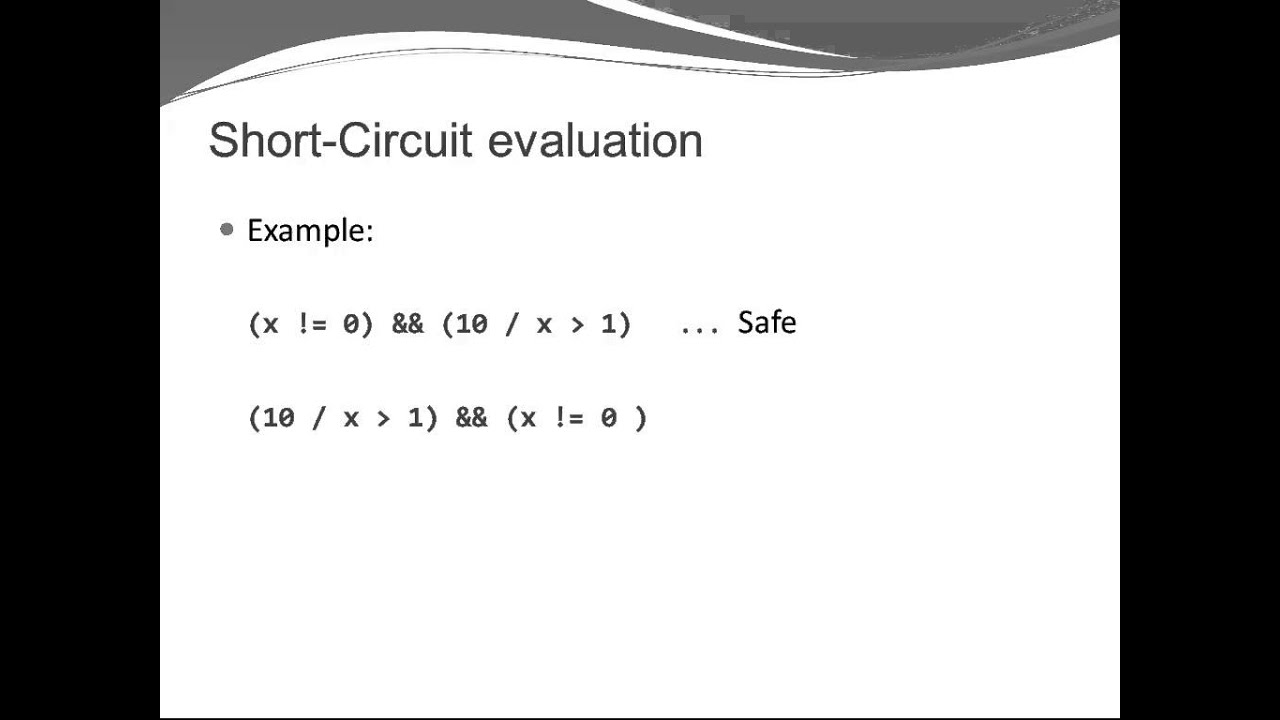 Short-Circuit evaluation
Example:
(x != 0) && (10 / x > 1) ... Safe
(10 / x > 1) && (x != 0 )